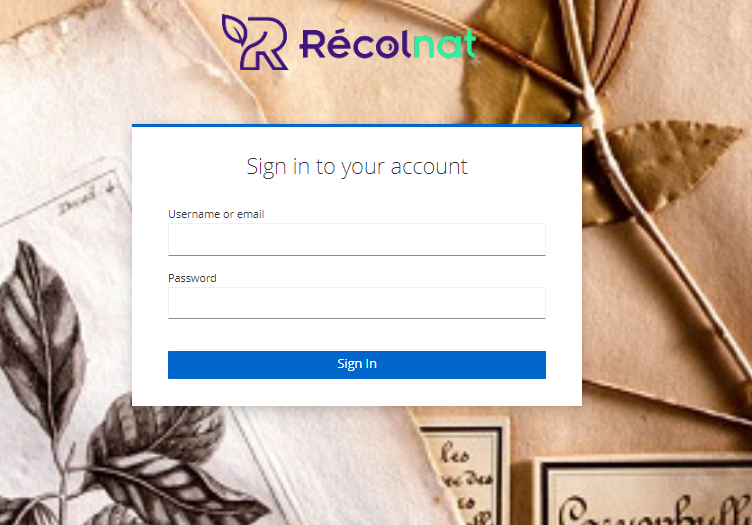 Récolnat
Sign in to your account
Username or email
Password
Sign In
les